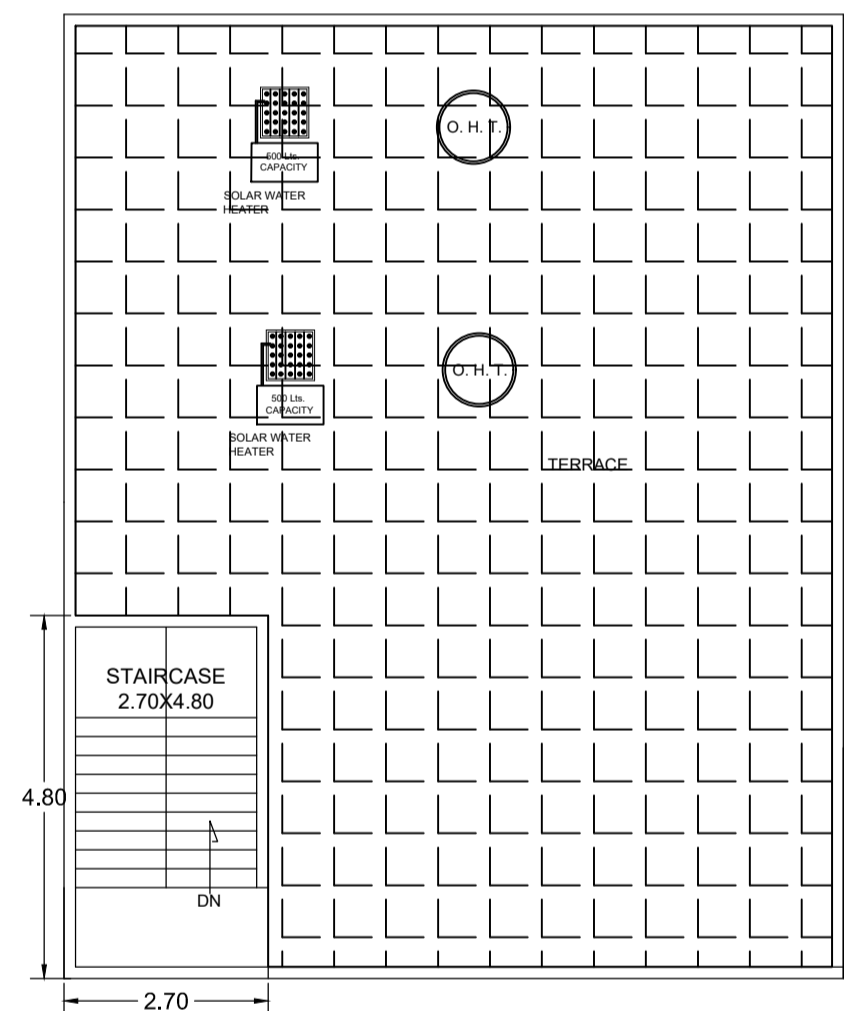 O. H. T.
500 Lts.
CAPACITY
SOLAR WATER
HEATER
O. H. T.
500 Lts.
CAPACITY
SOLAR WATER
HEATER
TERRACE
STAIRCASE
2.70X4.80
4.80
DN
2.70